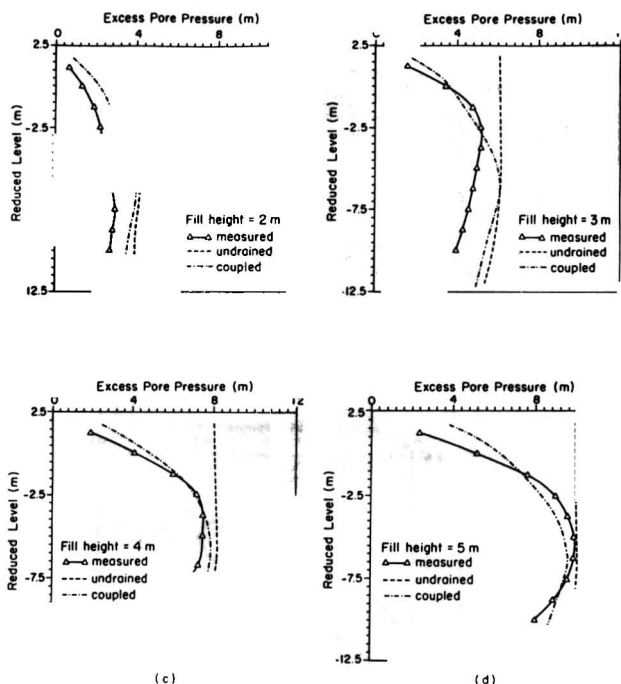 Excess Pore Pressure (m)
0 4 8
2.5
-2.5
12.5
Reduced Level (m)
Fill height = 2 m
measured
undrained
coupled
Excess Pore Pressure (m)
4 8
2.5
-2.5
-7.5
-12.5
Reduced Level (m)
Fill height = 3 m
measured
undrained
coupled
Excess Pore Pressure (m)
0 4 8 12
2.5
-2.5
-7.5
Reduced Level (m)
Fill height = 4 m
measured
undrained
coupled
(c)
Excess Pore Pressure (m)
0 4 8
2.5
-2.5
-7.5
-12.5
Reduced Level (m)
Fill height = 5 m
measured
undrained
coupled
(d)